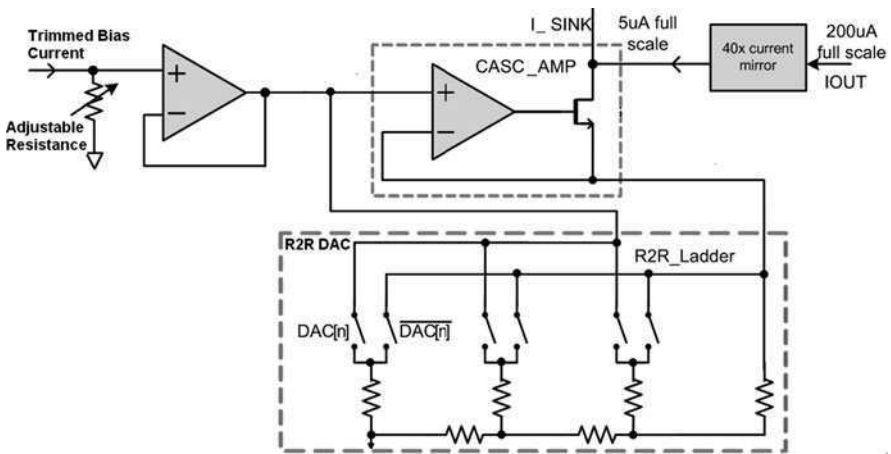 Trimmed Bias
Current
Adjustable
Resistance
+
−
CASC_AMP
+
−
I_ SINK
5uA full
scale
40x current
mirror
200uA
full scale
IOUT
R2R DAC
R2R_Ladder
DAC[n]
DAC[n]